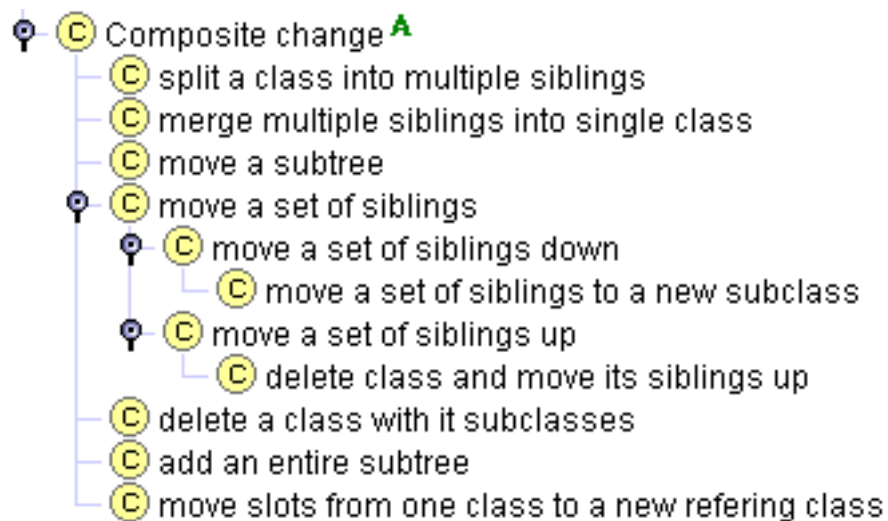 C Composite change A
C split a class into multiple siblings
C merge multiple siblings into single class
C move a subtree
C move a set of siblings
C move a set of siblings down
C move a set of siblings to a new subclass
C move a set of siblings up
C delete class and move its siblings up
C delete a class with it subclasses
C add an entire subtree
C move slots from one class to a new refering class